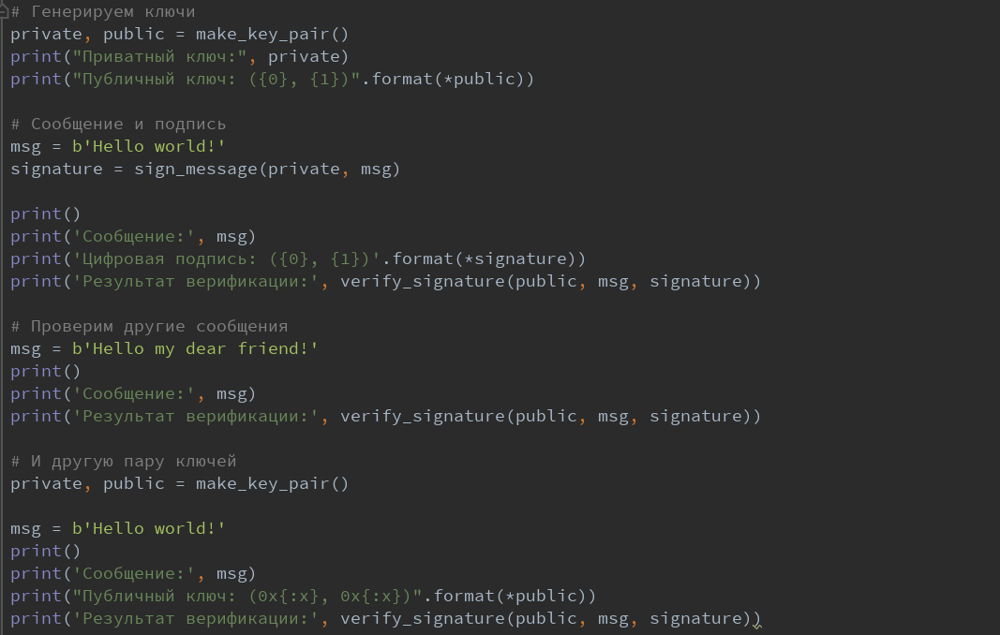 # Генерируем ключи
private, public = make_key_pair()
print("Приватный ключ:", private)
print("Публичный ключ: ({0}, {1})".format(*public))
# Сообщение и подпись
msg = b'Hello world!'
signature = sign_message(private, msg)
print()
print('Сообщение:', msg)
print('Цифровая подпись: ({0}, {1})'.format(*signature))
print('Результат верификации:', verify_signature(public, msg, signature))
# Проверим другие сообщения
msg = b'Hello my dear friend!'
print()
print('Сообщение:', msg)
print('Результат верификации:', verify_signature(public, msg, signature))
# И другую пару ключей
private, public = make_key_pair()
msg = b'Hello world!'
print()
print('Сообщение:', msg)
print("Публичный ключ: (0x{:x}, 0x{:x})".format(*public))
print('Результат верификации:', verify_signature(public, msg, signature))